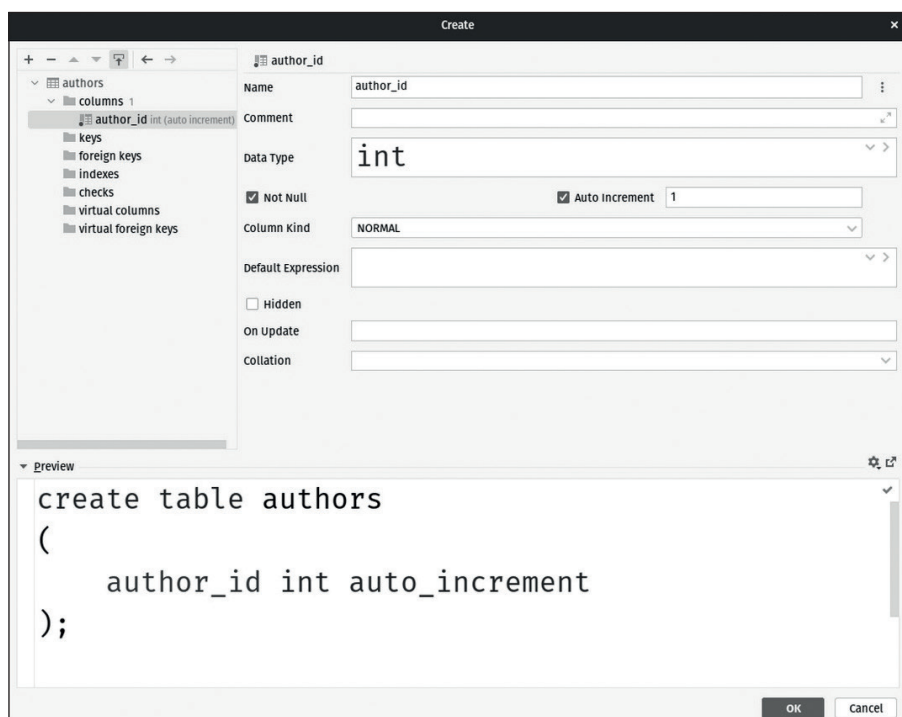 Create
authors
columns 1
author_id int (auto increment)
keys
foreign keys
indexes
checks
virtual columns
virtual foreign keys
author_id
Name author_id
Comment
Data Type int
Not Null Auto Increment 1
Column Kind NORMAL
Default Expression
Hidden
On Update
Collation
Preview
create table authors
(
author_id int auto_increment
);
OK Cancel